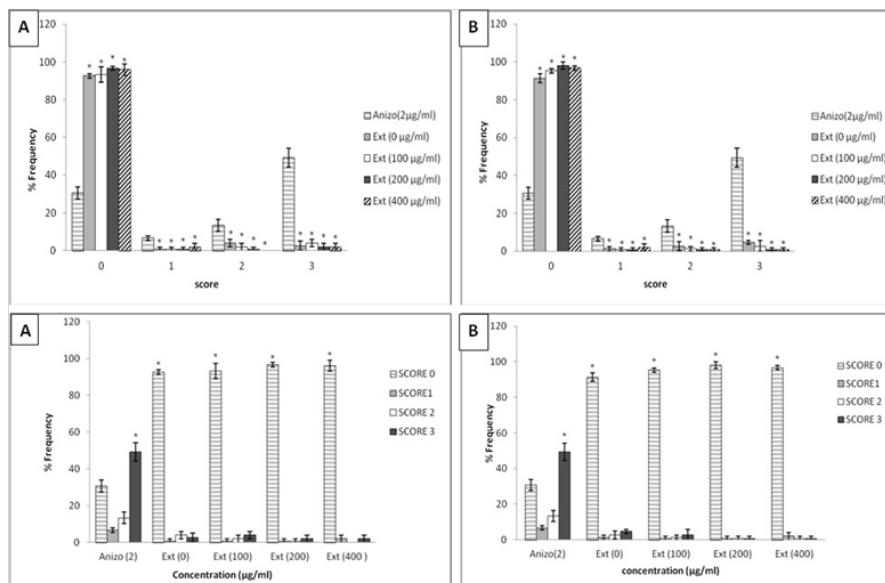 A
120
100
80
60
40
20
0
% Frequency
* * * *
* * * *
* * * *
* * * *
0 1 2 3
score
Anizo(2µg/ml)
Ext (0 µg/ml)
Ext (100 µg/ml)
Ext (200 µg/ml)
Ext (400 µg/ml)
B
120
100
80
60
40
20
0
% Frequency
* * * *
* * * *
* * * *
* * * *
0 1 2 3
score
Anizo(2µg/ml)
Ext (0 µg/ml)
Ext (100 µg/ml)
Ext (200 µg/ml)
Ext (400 µg/ml)
A
120
100
80
60
40
20
0
% Frequency
* * * * *
Anizo (2) Ext (0) Ext (100) Ext (200) Ext (400 )
Concentration (µg/ml)
SCORE 0
SCORE1
SCORE 2
SCORE 3
B
120
100
80
60
40
20
0
% Frequency
* * * * *
Anizo(2) Ext (0) Ext (100) Ext (200) Ext (400)
concentration (µg/ml)
SCORE 0
SCORE 1
SCORE 2
SCORE 3